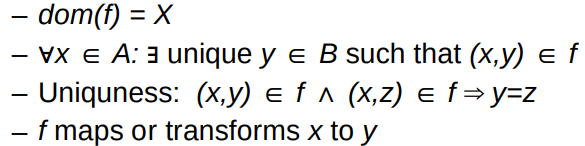 – dom(f) = X
– ∀x ∈ A: ∃ unique y ∈ B such that (x,y) ∈ f
– Uniquness: (x,y) ∈ f ∧ (x,z) ∈ f ⇒ y=z
– f maps or transforms x to y